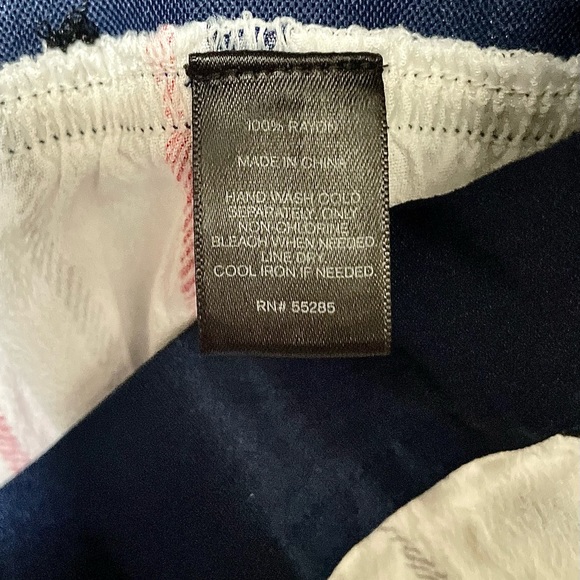 100% RAYON
MADE IN CHINA
HAND WASH COLD
SEPARATELY. ONLY
NON-CHLORINE
BLEACH WHEN NEEDED.
LINE DRY.
COOL IRON IF NEEDED.
RN# 55285